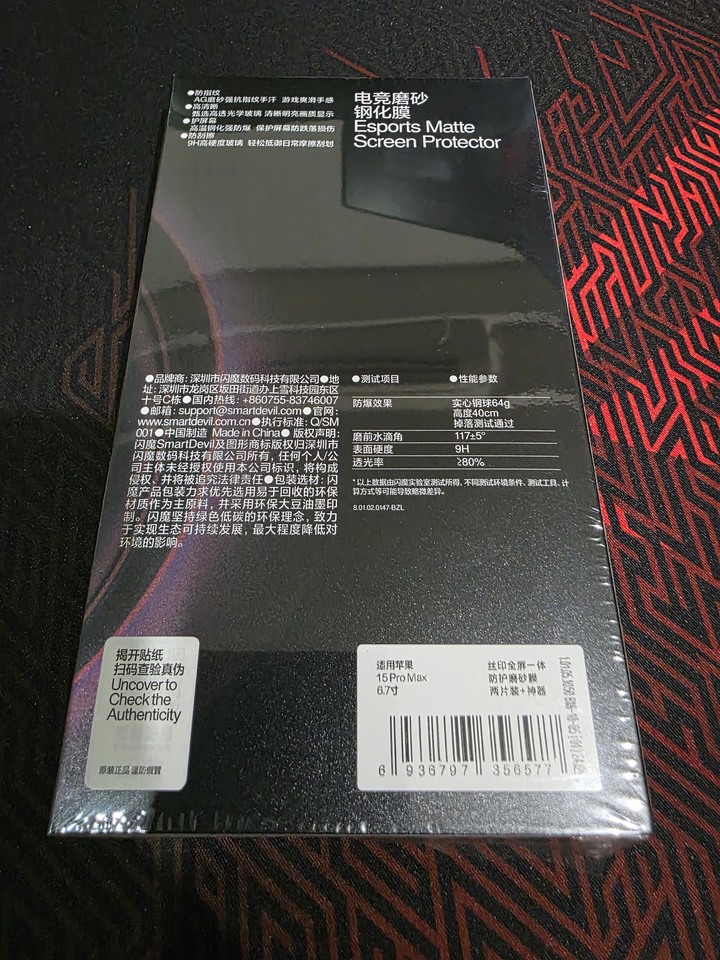 ●防指纹
AG磨砂强抗指纹手汗 游戏爽滑手感
●高清晰
甄选高透光学玻璃 清晰明亮画质显示
●护屏幕
高温钢化强防爆 保护屏幕防跌落损伤
●防刮擦
9H高硬度玻璃 轻松抵御日常摩擦刮划
电竞磨砂
钢化膜
Esports Matte
Screen Protector
●品牌商: 深圳市闪魔数码科技有限公司●地
址: 深圳市龙岗区坂田街道办上雪科技园东区
十号C栋●国内热线: +860755-83746007
●邮箱: support@smartdevil.com●官网:
www.smartdevil.com.cn●执行标准: Q/SM
001●中国制造 Made in China● 版权声明:
闪魔SmartDevil及图形商标版权归深圳市
闪魔数码科技有限公司所有, 任何个人/公
司主体未经授权使用本公司标识, 将构成
侵权、并将被追究法律责任●包装选材: 闪
魔产品包装力求优先选用易于回收的环保
材质作为主原料, 并采用环保大豆油墨印
制。闪魔坚持绿色低碳的环保理念, 致力
于实现生态可持续发展, 最大程度降低对
环境的影响。
●测试项目 ●性能参数
防爆效果 实心钢球64g
高度40cm
掉落测试通过
磨前水滴角 117±5°
表面硬度 9H
透光率 ≥80%
*以上数据由闪魔实验室测试所得, 不同测试环境条件、测试工具、计
算方式等可能导致略微差异。
8.01.02.0147-BZL
揭开贴纸
扫码查验真伪
Uncover to
Check the
Authenticity
原装正品 谨防假冒
适用苹果
15 Pro Max
6.7寸
丝印全屏一体
防护磨砂膜
两片装+神器
6 936797 356577